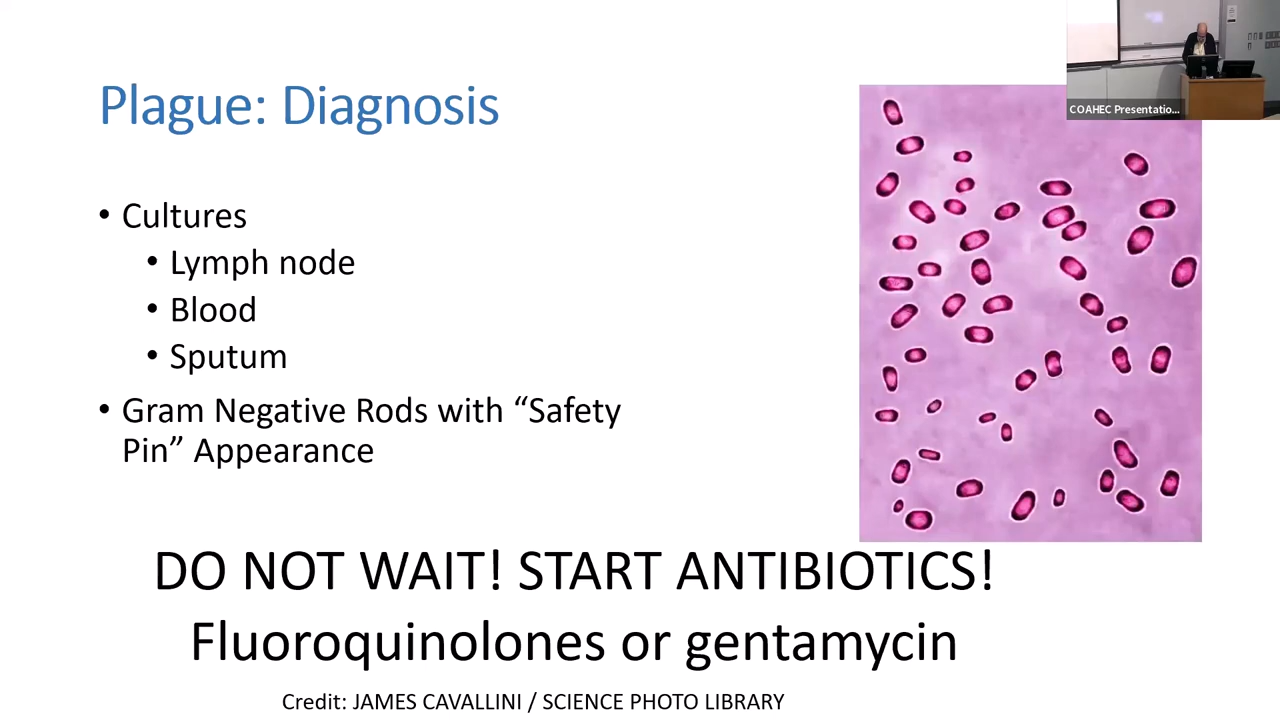 COAHEC Presentatio...
Plague: Diagnosis
• Cultures
• Lymph node
• Blood
• Sputum
• Gram Negative Rods with “Safety
Pin” Appearance
DO NOT WAIT! START ANTIBIOTICS!
Fluoroquinolones or gentamycin
Credit: JAMES CAVALLINI / SCIENCE PHOTO LIBRARY